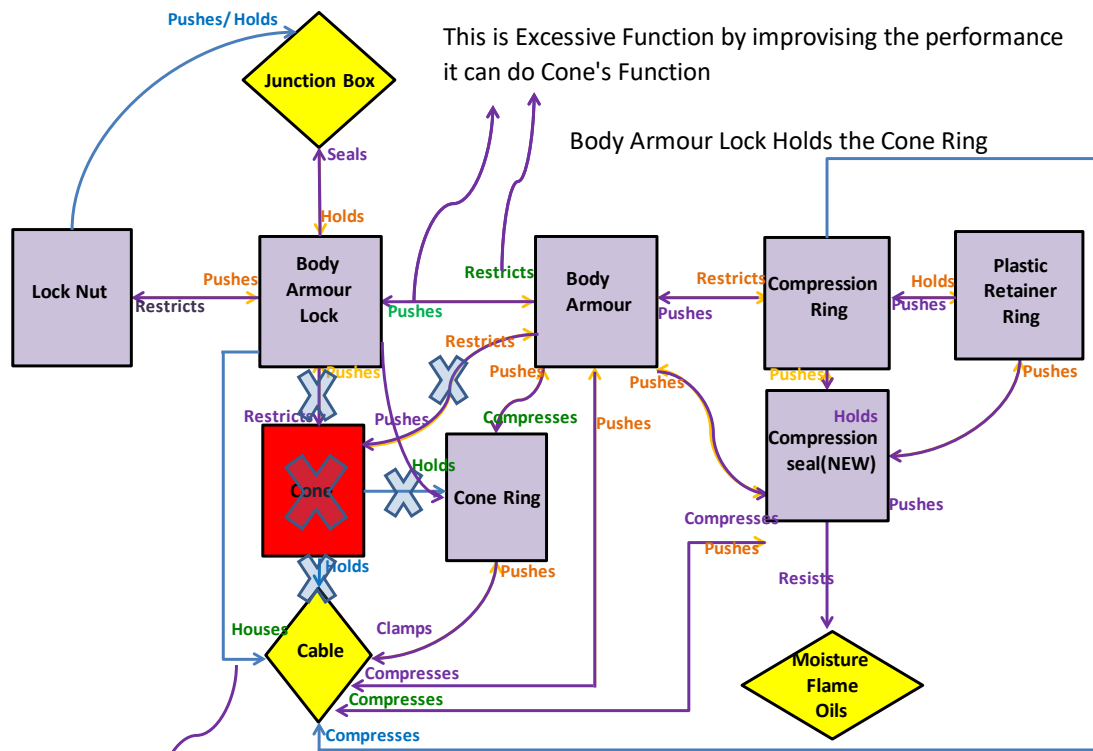 Pushes/ Holds
This is Excessive Function by improvising the performance
it can do Cone's Function
Junction Box
Body Armour Lock Holds the Cone Ring
Seals
Holds
Lock Nut
Pushes
Restricts
Body
Armour
Lock
Restricts
Pushes
Body
Armour
Restricts
Pushes
Compression
Ring
Holds
Pushes
Plastic
Retainer
Ring
Pushes
Restricts
Restricts
Pushes
Pushes
Compresses
Pushes
Pushes
Pushes
Pushes
Holds
Compression
seal(NEW)
Cone
Holds
Cone Ring
Pushes
Compresses
Pushes
Holds
Pushes
Resists
Houses
Cable
Clamps
Compresses
Compresses
Compresses
Moisture
Flame
Oils